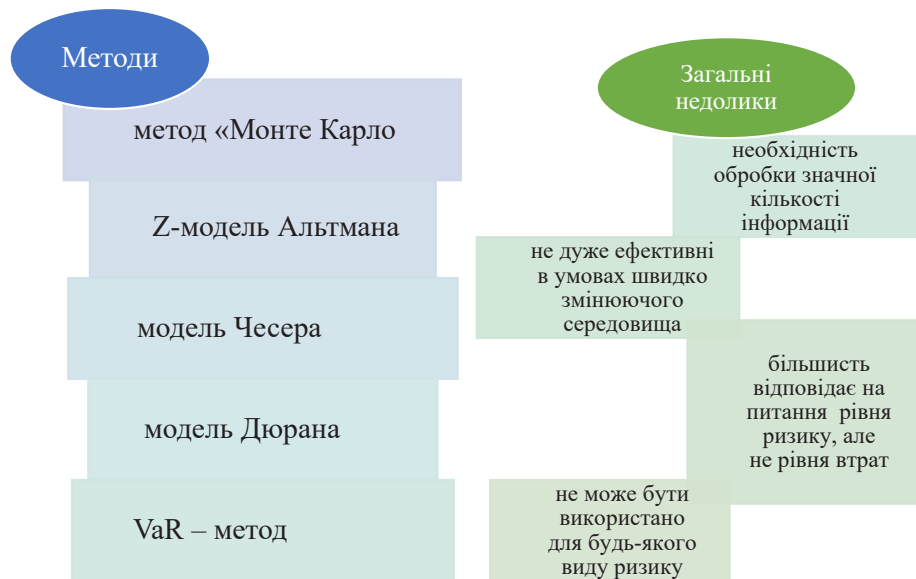 Методи
метод «Монте Карло
Z-модель Альтмана
модель Чесера
модель Дюрана
VaR – метод
Загальні
недолики
необхідність
обробки значної
кількості
інформації
не дуже ефективні
в умовах швидко
змінюючого
середовища
більшисть
відповідає на
питання рівня
ризику, але
не рівня втрат
не може бути
використано
для будь-якого
виду ризику